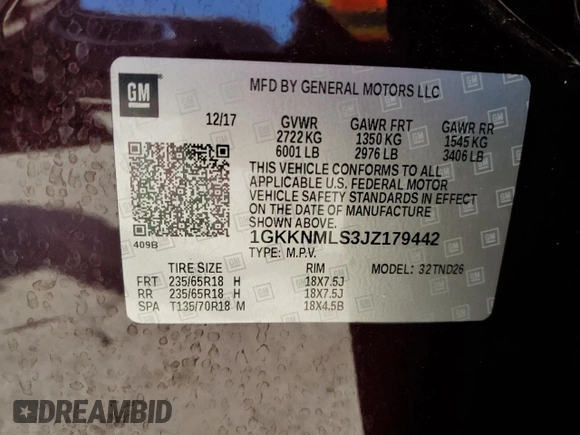 GM
MFD BY GENERAL MOTORS LLC
12/17 GVWR GAWR FRT GAWR RR
2722 KG 1350 KG 1545 KG
6001 LB 2976 LB 3406 LB
THIS VEHICLE CONFORMS TO ALL
APPLICABLE U.S. FEDERAL MOTOR
VEHICLE SAFETY STANDARDS IN EFFECT
ON THE DATE OF MANUFACTURE
SHOWN ABOVE.
409B
1GKKNMLS3JZ179442
TYPE: M.P.V. MODEL: 32TND26
TIRE SIZE RIM
FRT 235/65R18 H 18X7.5J
RR 235/65R18 H 18X7.5J
SPA T135/70R18 M 18X4.5B
DREAMBID